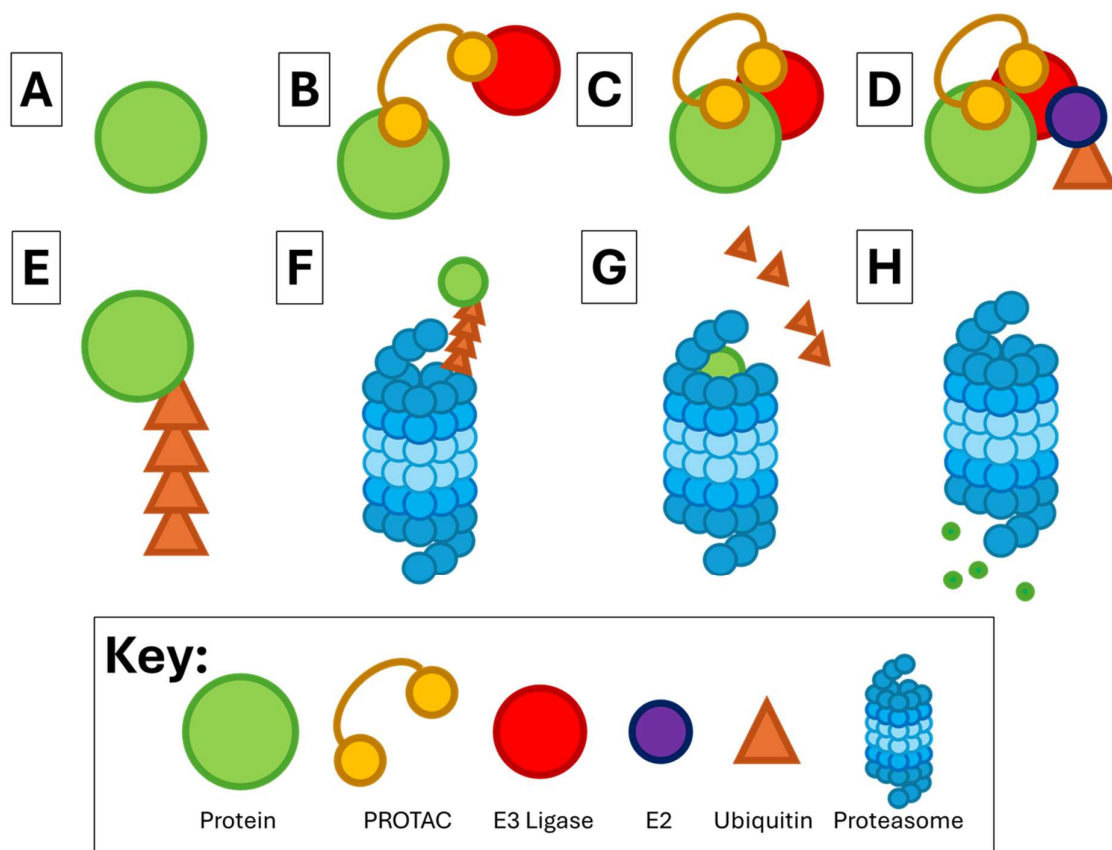 A
B
C
D
E
F
G
H
Key:
Protein
PROTAC
E3 Ligase
E2
Ubiquitin
Proteasome